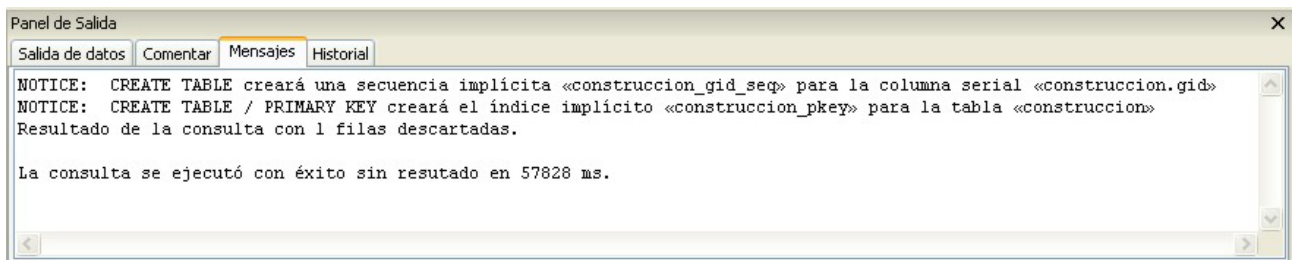 Panel de Salida
Salida de datos Comentar Mensajes Historial
NOTICE:  CREATE TABLE creará una secuencia implícita «construccion_gid_seq» para la columna serial «construccion.gid»
NOTICE:  CREATE TABLE / PRIMARY KEY creará el índice implícito «construccion_pkey» para la tabla «construccion»
Resultado de la consulta con 1 filas descartadas.
La consulta se ejecutó con éxito sin resutado en 57828 ms.